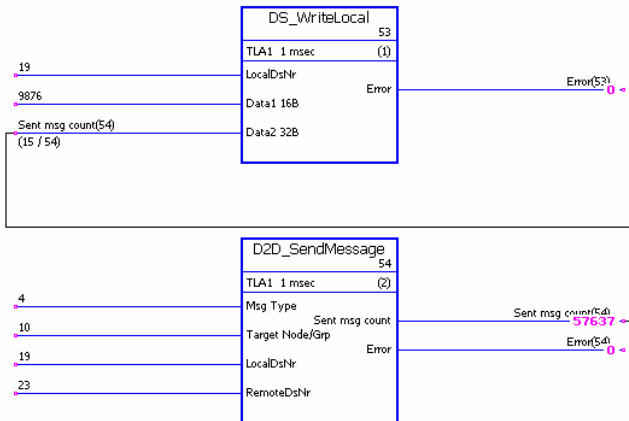 DS_WriteLocal
53
TLA1 1 msec (1)
19
LocalDsNr
Error
Error(53)
0
9876
Data1 16B
Sent msg count(54)
Data2 32B
(15 / 54)
D2D_SendMessage
54
TLA1 1 msec (2)
4
Msg Type
Sent msg count
Sent msg count(54)
57637
10
Target Node/Grp
Error
Error(54)
0
19
LocalDsNr
23
RemoteDsNr